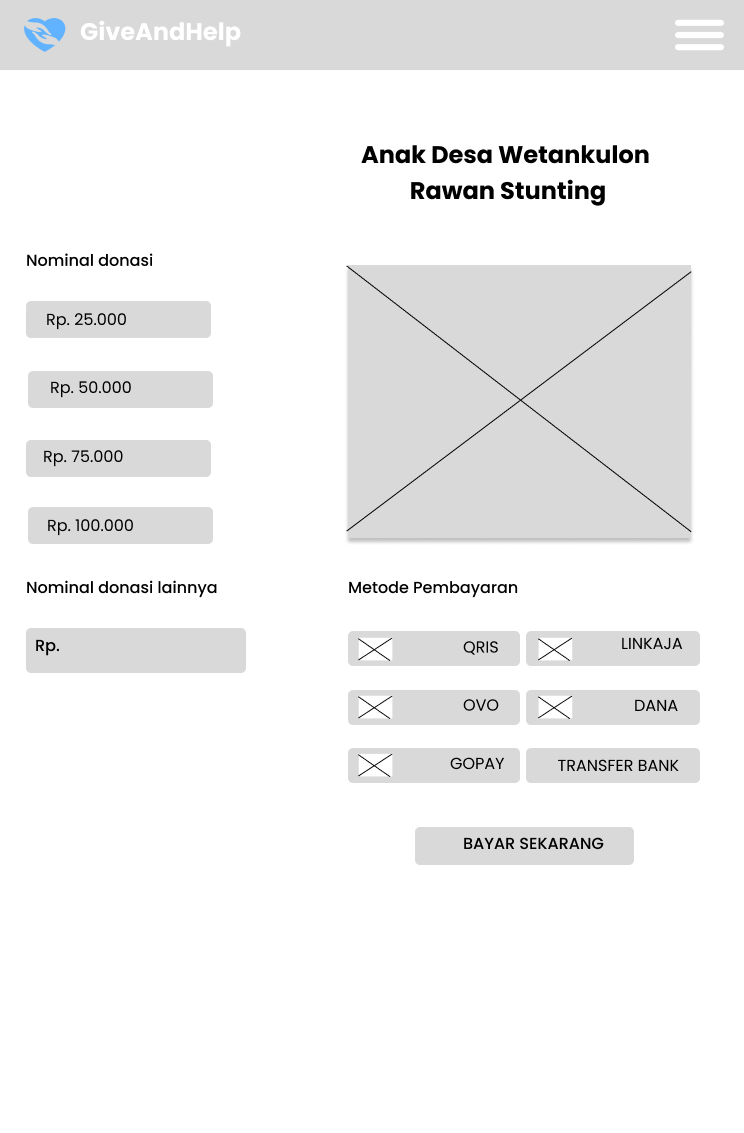 GiveAndHelp
Anak Desa Wetankulon
Rawan Stunting
Nominal donasi
Rp. 25.000
Rp. 50.000
Rp. 75.000
Rp. 100.000
Nominal donasi lainnya
Rp.
Metode Pembayaran
QRIS
LINKAJA
OVO
DANA
GOPAY
TRANSFER BANK
BAYAR SEKARANG